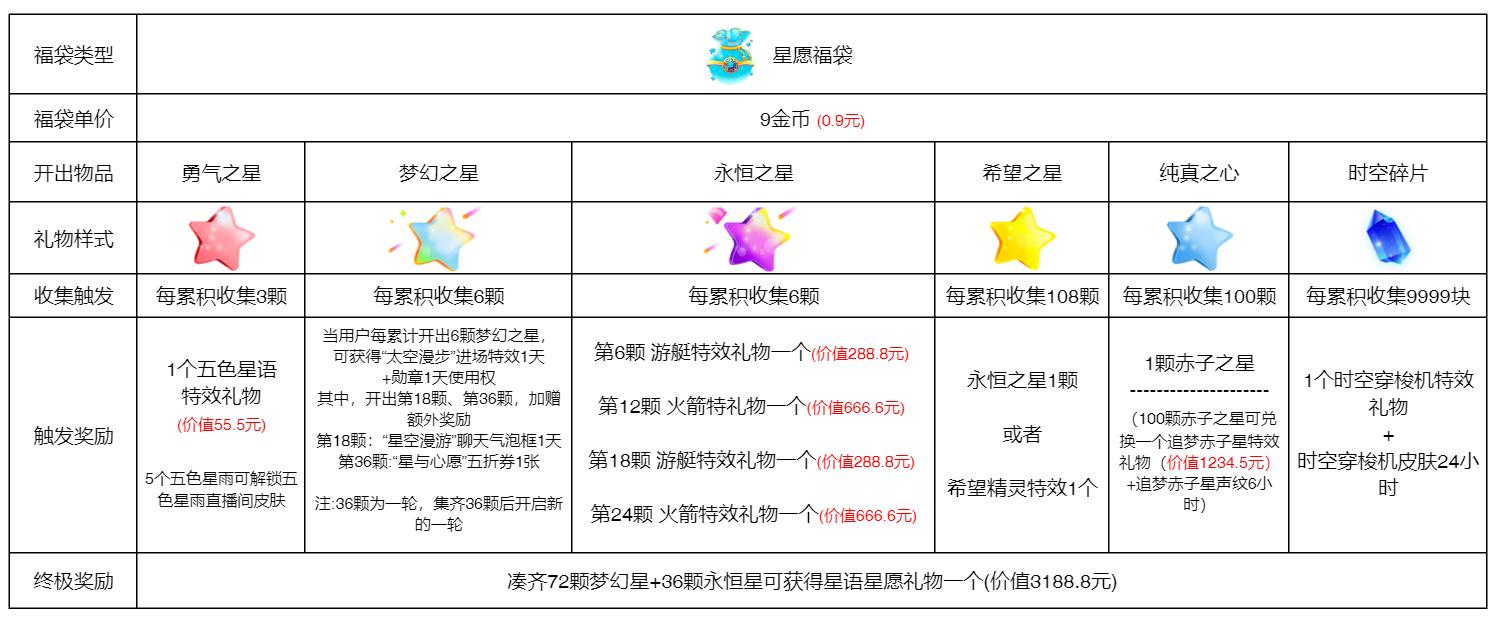 福袋类型
星愿福袋
福袋单价
9金币 (0.9元)
开出物品
勇气之星
梦幻之星
永恒之星
希望之星
纯真之心
时空碎片
礼物样式
收集触发
每累积收集3颗
每累积收集6颗
每累积收集6颗
每累积收集108颗
每累积收集100颗
每累积收集9999块
触发奖励
1个五色星语
特效礼物
(价值55.5元)
5个五色星雨可解锁五
色星雨直播间皮肤
当用户每累计开出6颗梦幻之星，
可获得“太空漫步”进场特效1天
+勋章1天使用权
其中，开出第18颗、第36颗，加赠
额外奖励
第18颗：“星空漫游”聊天气泡框1天
第36颗:“星与心愿”五折券1张
注:36颗为一轮，集齐36颗后开启新
的一轮
第6颗 游艇特效礼物一个(价值288.8元)
第12颗 火箭特礼物一个(价值666.6元)
第18颗 游艇特效礼物一个(价值288.8元)
第24颗 火箭特效礼物一个(价值666.6元)
永恒之星1颗
或者
希望精灵特效1个
1颗赤子之星
---------------------
（100颗赤子之星可兑
换一个追梦赤子星特效
礼物（价值1234.5元）
+追梦赤子星声纹6小
时）
1个时空穿梭机特效
礼物
+
时空穿梭机皮肤24小
时
终极奖励
凑齐72颗梦幻星+36颗永恒星可获得星语星愿礼物一个(价值3188.8元)